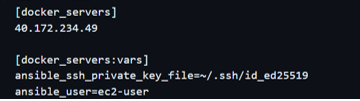 [docker_servers]
40.172.234.49

[docker_servers:vars]
ansible_ssh_private_key_file=~/.ssh/id_ed25519
ansible_user=ec2-user